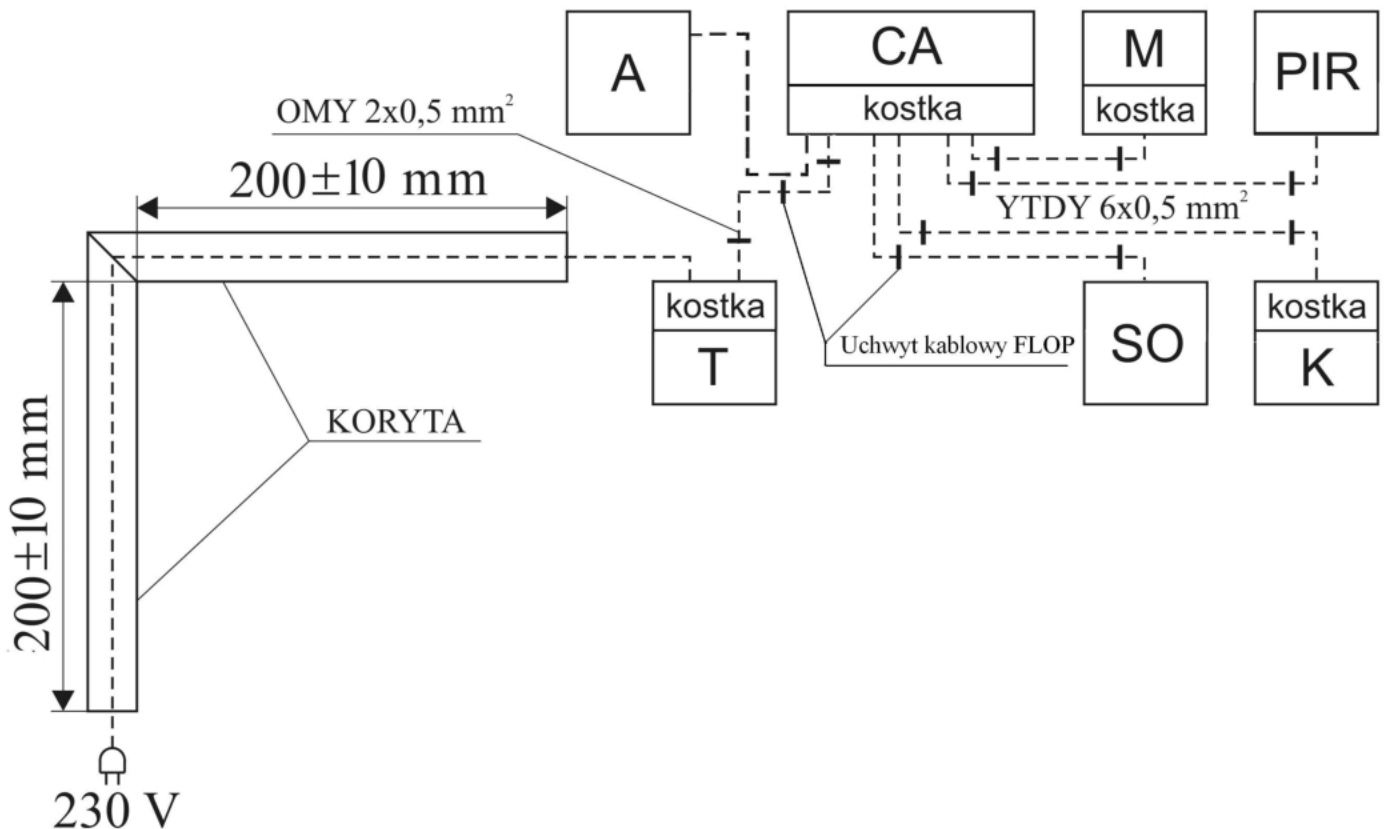 A
CA
kostka
M
kostka
PIR
OMY 2x0,5 mm²
200±10 mm
YTDY 6x0,5 mm²
kostka
T
Uchwyt kablowy FLOP
SO
kostka
K
KORYTA
200±10 mm
230 V